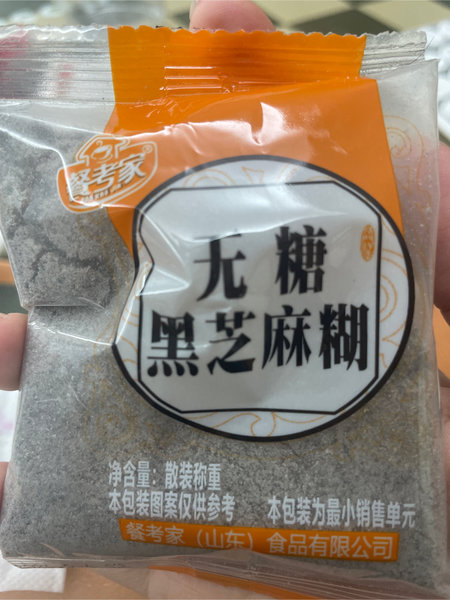 餐考家
无糖
黑芝麻糊
净含量：散装称重
本包装图案仅供参考 本包装为最小销售单元
餐考家（山东）食品有限公司